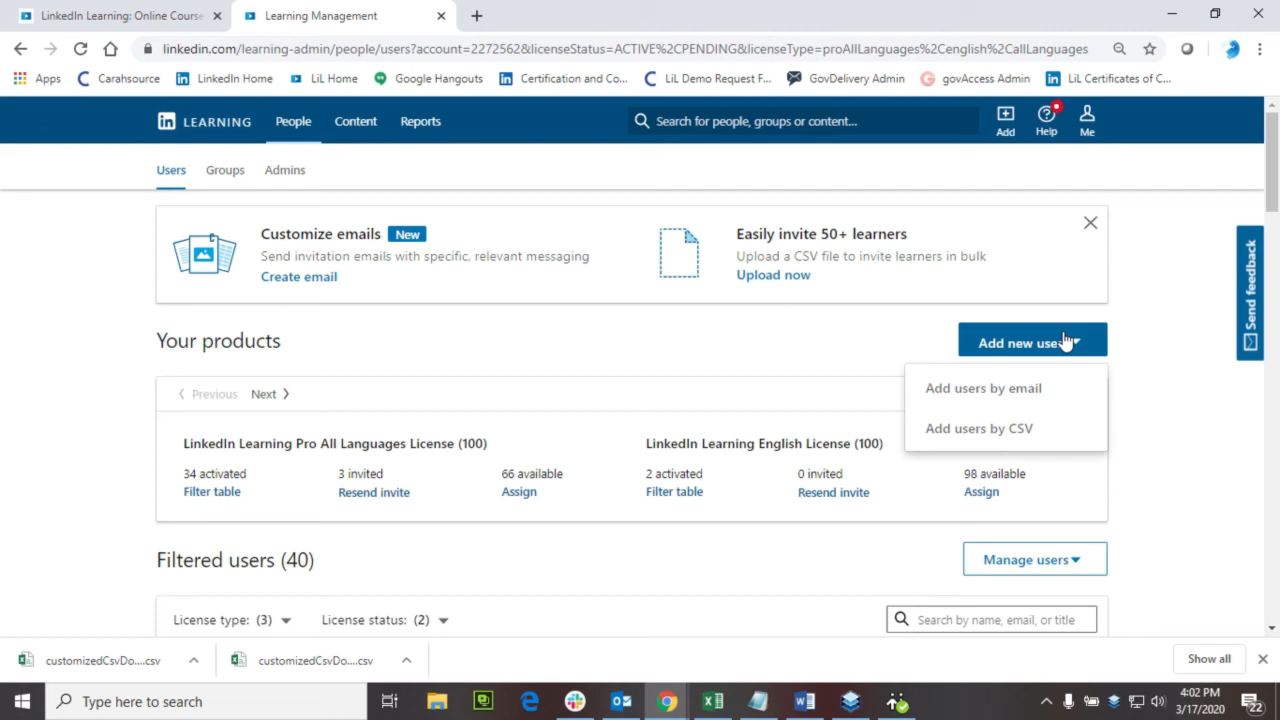 LinkedIn Learning: Online Course
Learning Management
linkedin.com/learning-admin/people/users?account=2272562&licenseStatus=ACTIVE%2CPENDING&licenseType=proAllLanguages%2Cenglish%2CallLanguages
Apps
Carahsource
LinkedIn Home
LiL Home
Google Hangouts
Certification and Co...
LiL Demo Request F...
GovDelivery Admin
govAccess Admin
LiL Certificates of C...
in LEARNING
People
Content
Reports
Search for people, groups or content...
Add
Help
Me
Users
Groups
Admins
Customize emails New
Send invitation emails with specific, relevant messaging
Create email
Easily invite 50+ learners
Upload a CSV file to invite learners in bulk
Upload now
Send feedback
Your products
Add new use
Add users by email
Add users by CSV
Previous
Next
LinkedIn Learning Pro All Languages License (100)
34 activated
3 invited
66 available
Filter table
Resend invite
Assign
LinkedIn Learning English License (100)
2 activated
0 invited
98 available
Filter table
Resend invite
Assign
Filtered users (40)
Manage users
License type: (3)
License status: (2)
Search by name, email, or title
customizedCsvDo....csv
customizedCsvDo....csv
Show all
Type here to search
4:02 PM
3/17/2020
22